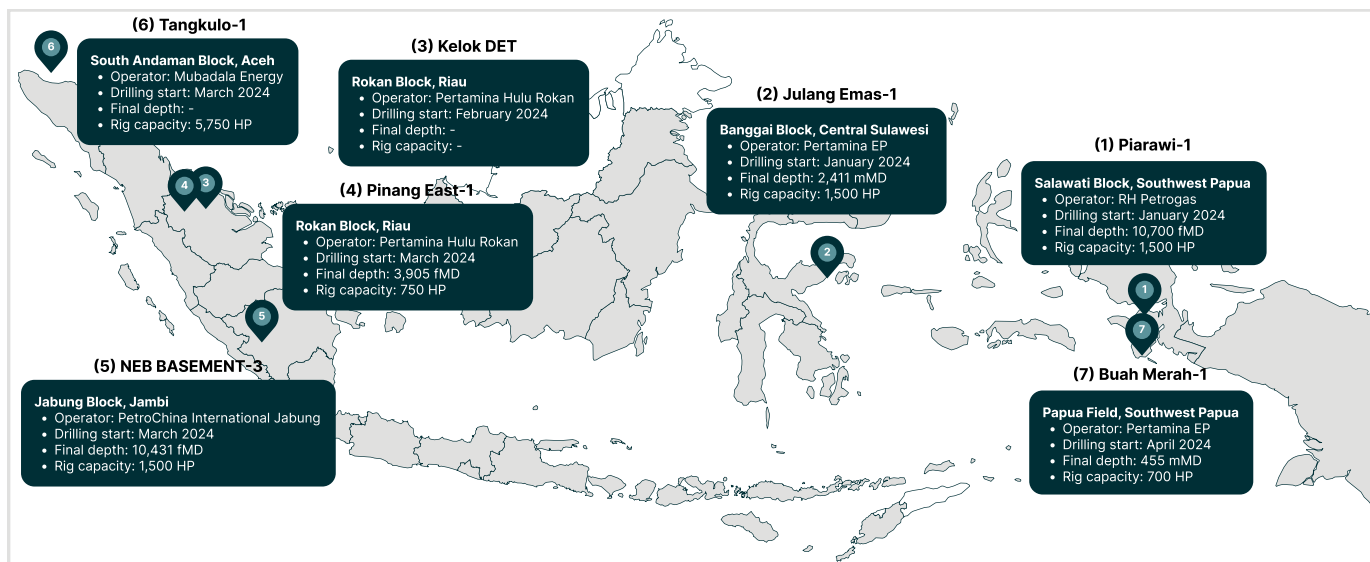 (6) Tangkulo-1
6
South Andaman Block, Aceh
• Operator: Mubadala Energy
• Drilling start: March 2024
• Final depth: -
• Rig capacity: 5,750 HP
(3) Kelok DET
Rokan Block, Riau
• Operator: Pertamina Hulu Rokan
• Drilling start: February 2024
• Final depth: -
• Rig capacity: -
(2) Julang Emas-1
Banggai Block, Central Sulawesi
• Operator: Pertamina EP
• Drilling start: January 2024
• Final depth: 2,411 mMD
• Rig capacity: 1,500 HP
(1) Piarawi-1
Salawati Block, Southwest Papua
• Operator: RH Petrogas
• Drilling start: January 2024
• Final depth: 10,700 fMD
• Rig capacity: 1,500 HP
4
3
(4) Pinang East-1
Rokan Block, Riau
• Operator: Pertamina Hulu Rokan
• Drilling start: March 2024
• Final depth: 3,905 fMD
• Rig capacity: 750 HP
2
1
5
7
(5) NEB BASEMENT-3
Jabung Block, Jambi
• Operator: PetroChina International Jabung
• Drilling start: March 2024
• Final depth: 10,431 fMD
• Rig capacity: 1,500 HP
(7) Buah Merah-1
Papua Field, Southwest Papua
• Operator: Pertamina EP
• Drilling start: April 2024
• Final depth: 455 mMD
• Rig capacity: 700 HP